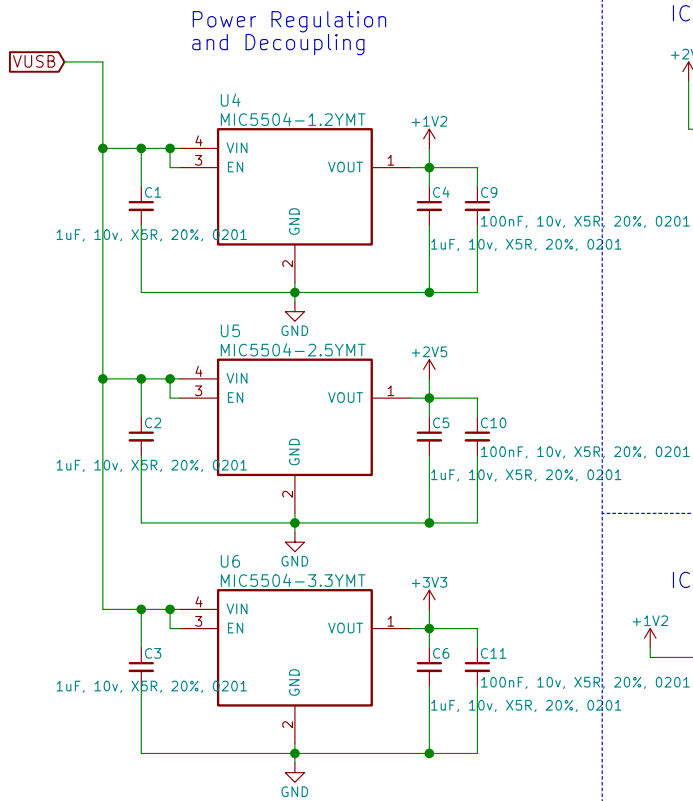 Power Regulation
and Decoupling
VUSB
U4
MIC5504-1.2YMT
4 VIN
3 EN
VOUT 1
GND
2
+1V2
C1
1uF, 10v, X5R, 20%, 0201
C4
1uF, 10v, X5R, 20%, 0201
C9
100nF, 10v, X5R, 20%, 0201
GND
U5
MIC5504-2.5YMT
4 VIN
3 EN
VOUT 1
GND
2
+2V5
C2
1uF, 10v, X5R, 20%, 0201
C5
1uF, 10v, X5R, 20%, 0201
C10
100nF, 10v, X5R, 20%, 0201
GND
U6
MIC5504-3.3YMT
4 VIN
3 EN
VOUT 1
GND
2
+3V3
C3
1uF, 10v, X5R, 20%, 0201
C6
1uF, 10v, X5R, 20%, 0201
C11
100nF, 10v, X5R, 20%, 0201
GND
IC
IC
+1V2